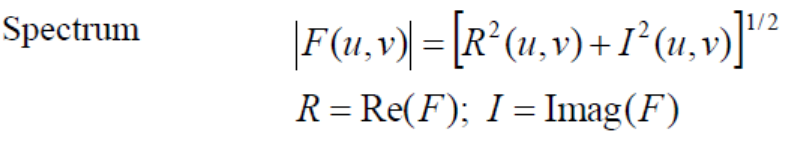 Spectrum |F(u,v)| = [R²(u,v) + I²(u,v)]^{1/2}
R = Re(F); I = Imag(F)